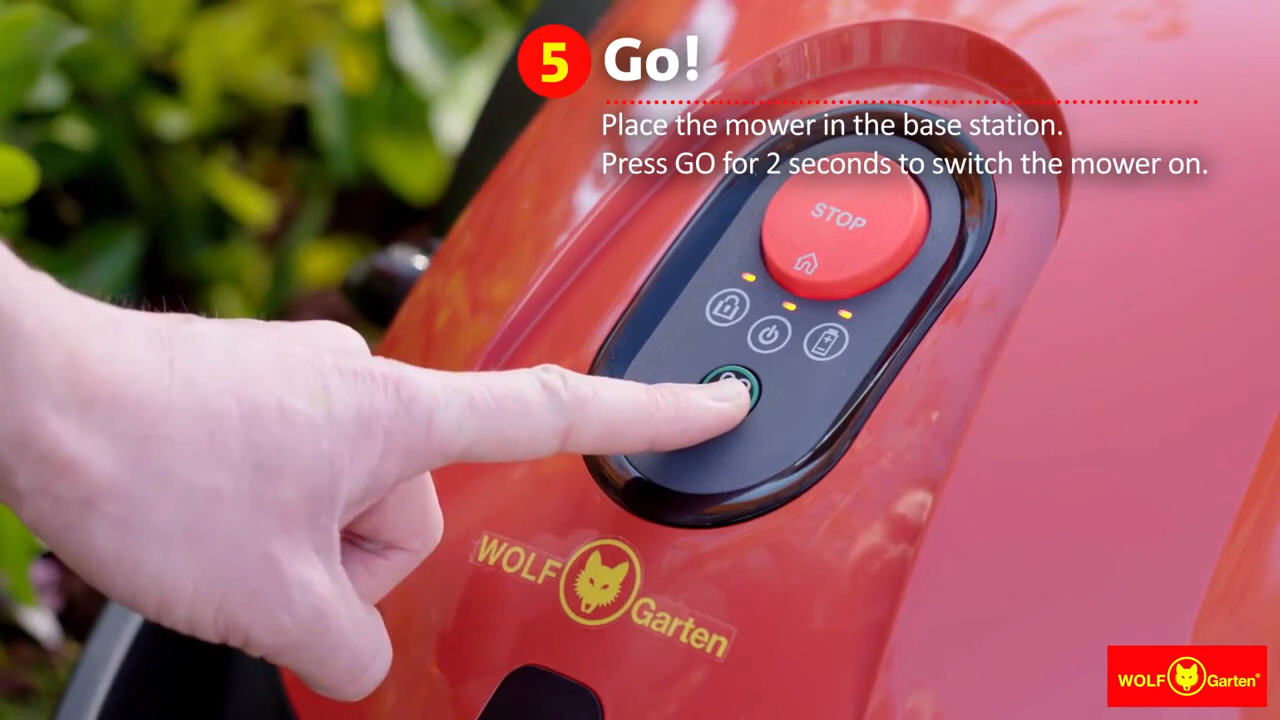 5 Go!
Place the mower in the base station.
Press GO for 2 seconds to switch the mower on.
STOP
WOLF Garten
WOLF Garten®